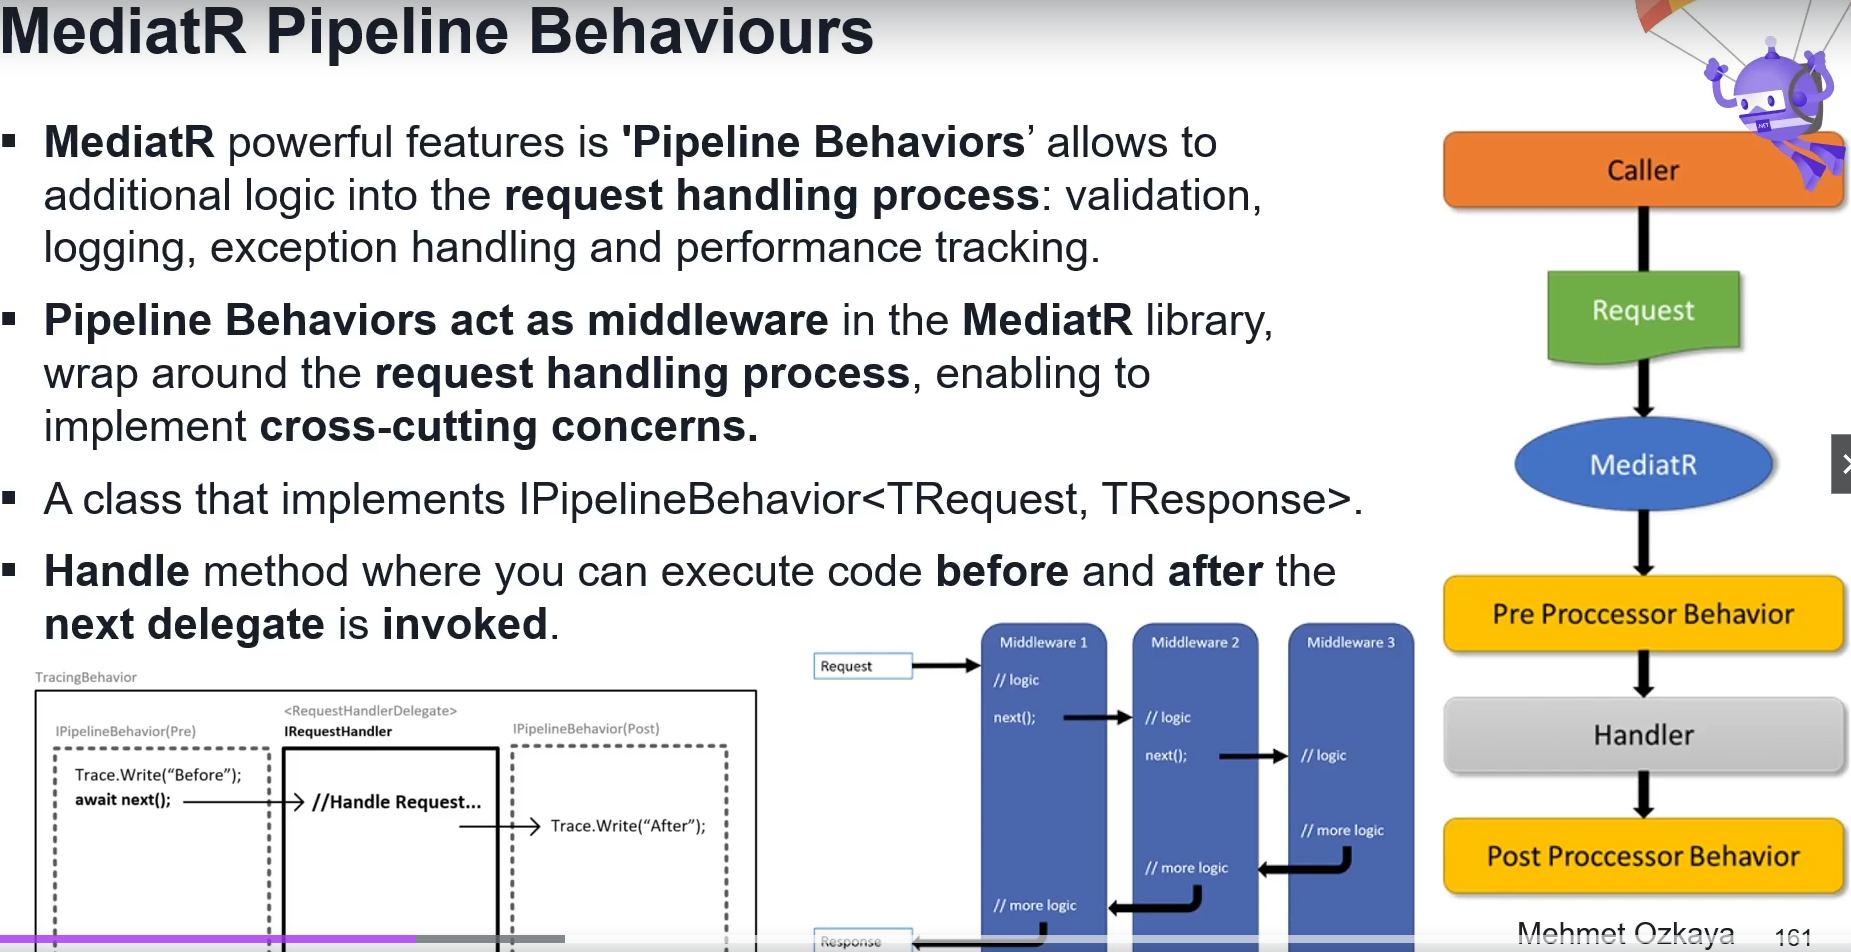 MediatR Pipeline Behaviours
MediatR powerful features is 'Pipeline Behaviors’ allows to
additional logic into the request handling process: validation,
logging, exception handling and performance tracking.
Pipeline Behaviors act as middleware in the MediatR library,
wrap around the request handling process, enabling to
implement cross-cutting concerns.
A class that implements IPipelineBehavior<TRequest, TResponse>.
Handle method where you can execute code before and after the
next delegate is invoked.
TracingBehavior
IPipelineBehavior(Pre)
Trace.Write(“Before”);
await next();
<RequestHandlerDelegate>
IRequestHandler
//Handle Request...
IPipelineBehavior(Post)
Trace.Write(“After”);
Request
Middleware 1
// logic
next();
// more logic
Middleware 2
// logic
next();
// more logic
Middleware 3
// logic
// more logic
Response
Caller
Request
MediatR
Pre Proccessor Behavior
Handler
Post Proccessor Behavior
.NET
Mehmet Ozkaya 161